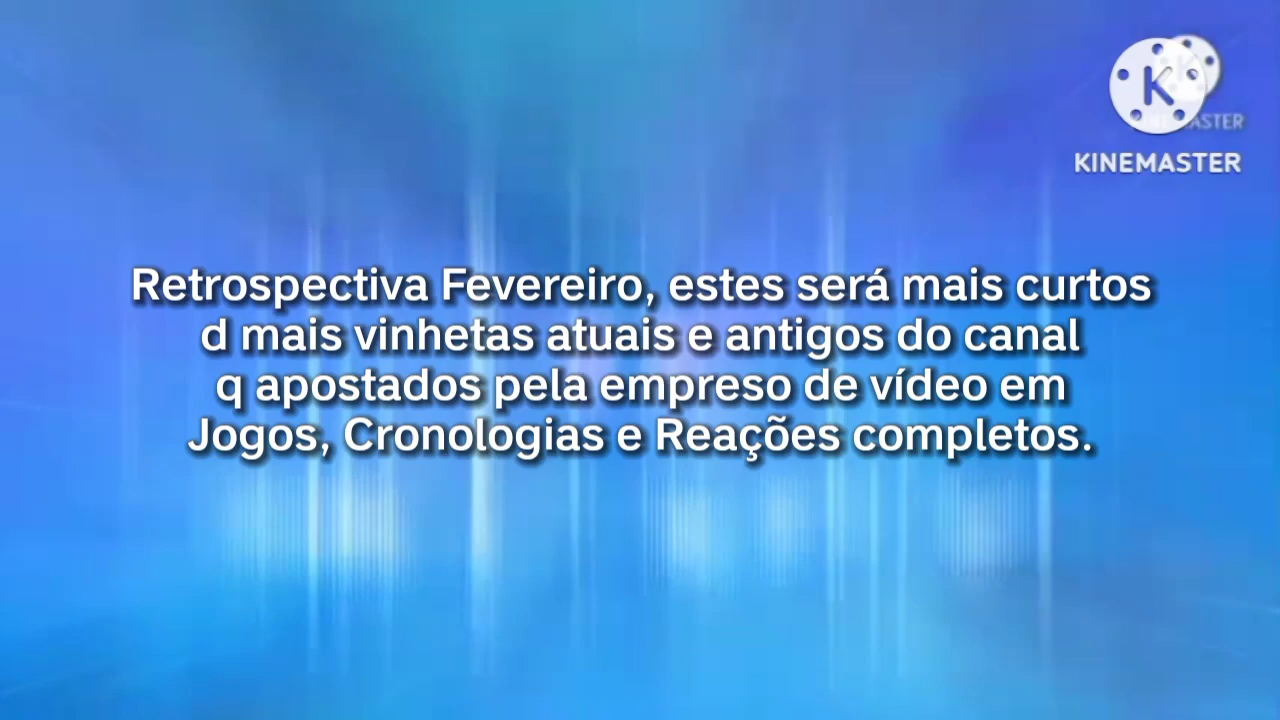 K
KINEMASTER
Retrospectiva Fevereiro, estes será mais curtos
d mais vinhetas atuais e antigos do canal
q apostados pela empreso de vídeo em
Jogos, Cronologias e Reações completos.